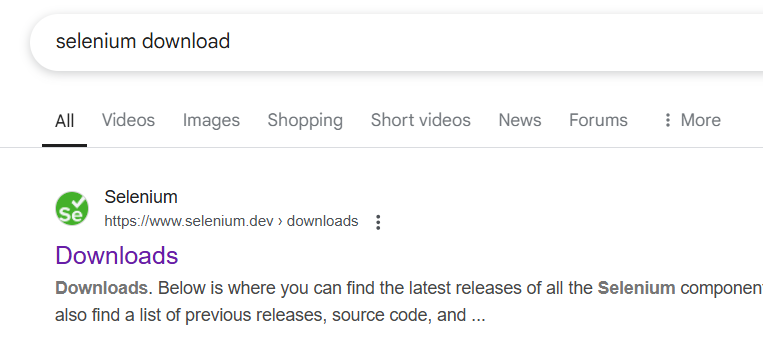 selenium download
All Videos Images Shopping Short videos News Forums More
Selenium
Se
https://www.selenium.dev › downloads
Downloads
Downloads. Below is where you can find the latest releases of all the Selenium component
also find a list of previous releases, source code, and ...